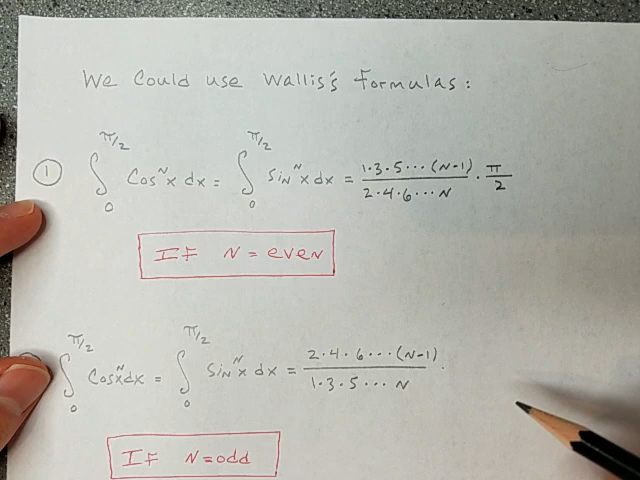 We Could use Wallis's Formulas:
① ∫₀^{π/2} Cosᴺx dx = ∫₀^{π/2} SiNᴺx dx = 1·3·5···(N-1)/2·4·6···N · π/2
IF N = eveN
∫₀^{π/2} Cosᴺx dx = ∫₀^{π/2} SiNᴺx dx = 2·4·6···(N-1)/1·3·5···N ·
IF N=odd